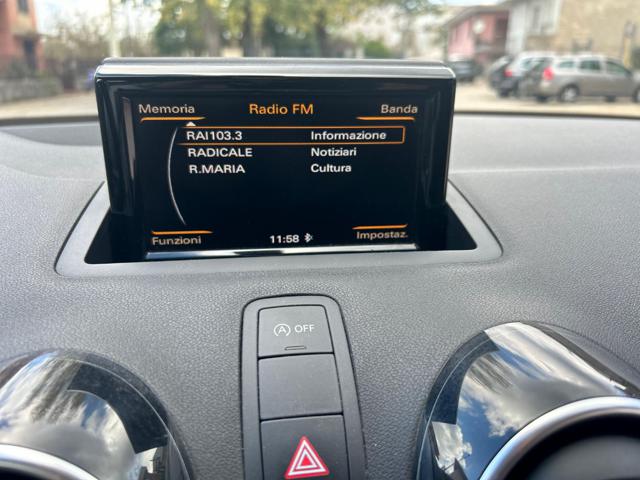 Memoria Radio FM Banda
RAI103.3 Informazione
RADICALE Notiziari
R.MARIA Cultura
Funzioni 11:58 Impostaz.
A OFF